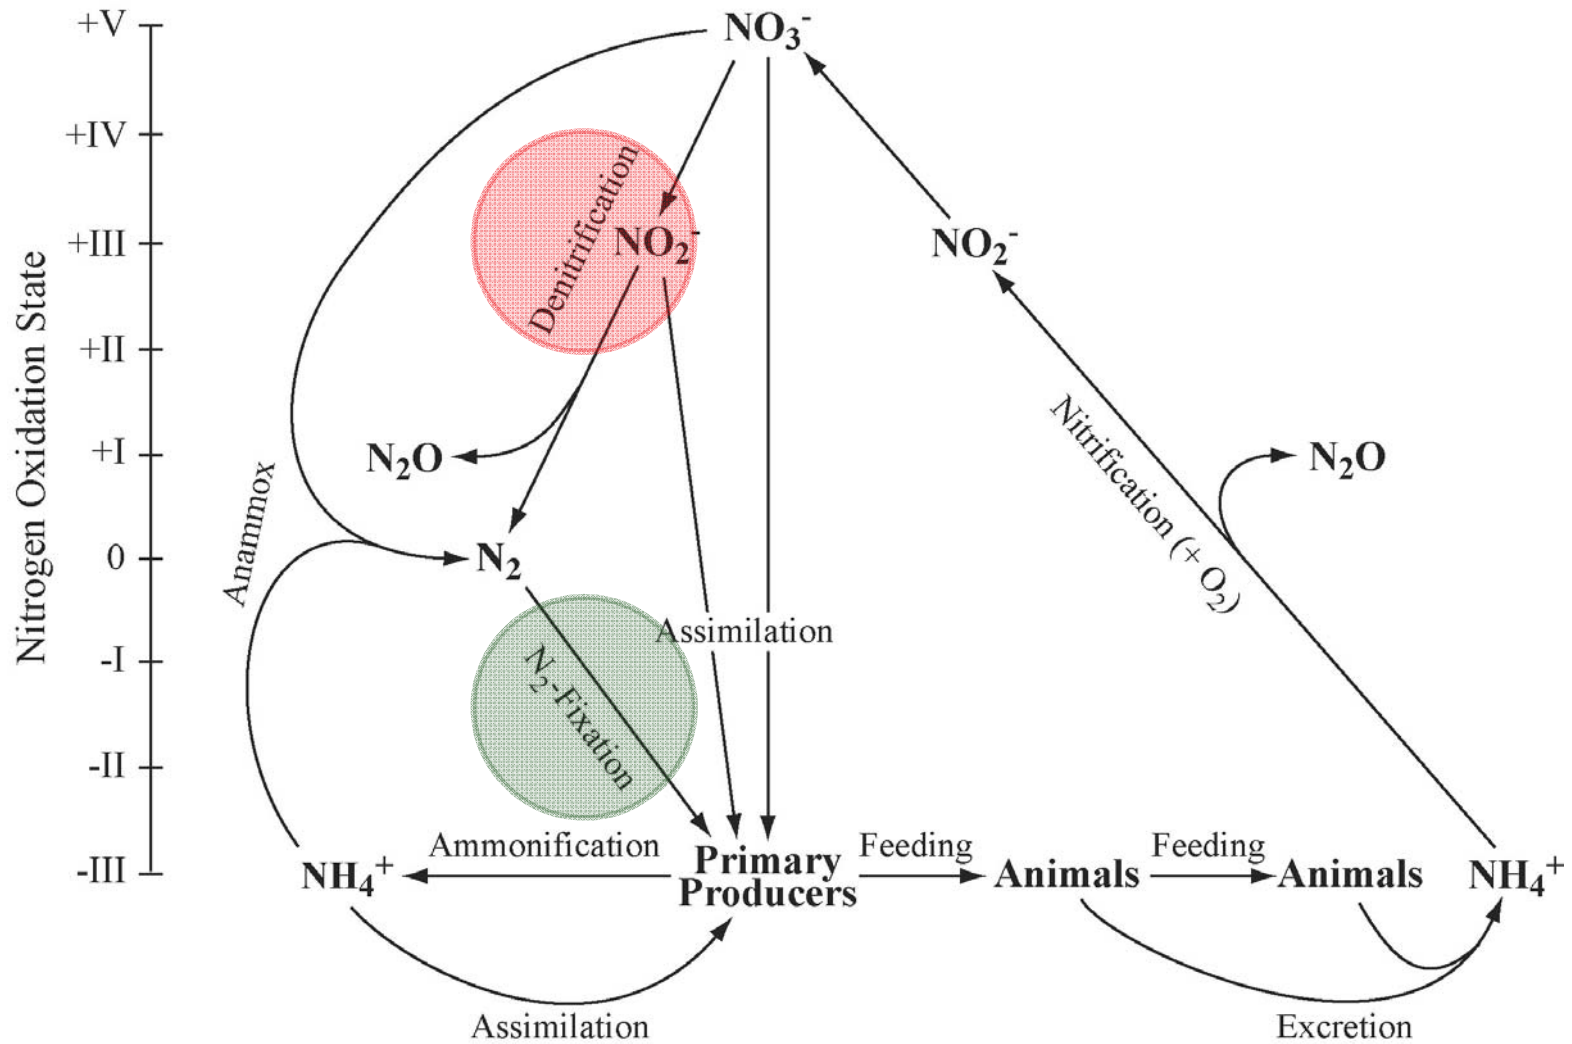 Nitrogen Oxidation State
+V
+IV
+III
+II
+I
0
-I
-II
-III
NO₃⁻
Denitrification
NO₂⁻
NO₂⁻
N₂O
Nitrification (+ O₂)
N₂O
Anammox
N₂
N₂-Fixation
Assimilation
NH₄⁺
Ammonification
Primary
Producers
Feeding
Animals
Feeding
Animals
NH₄⁺
Assimilation
Excretion